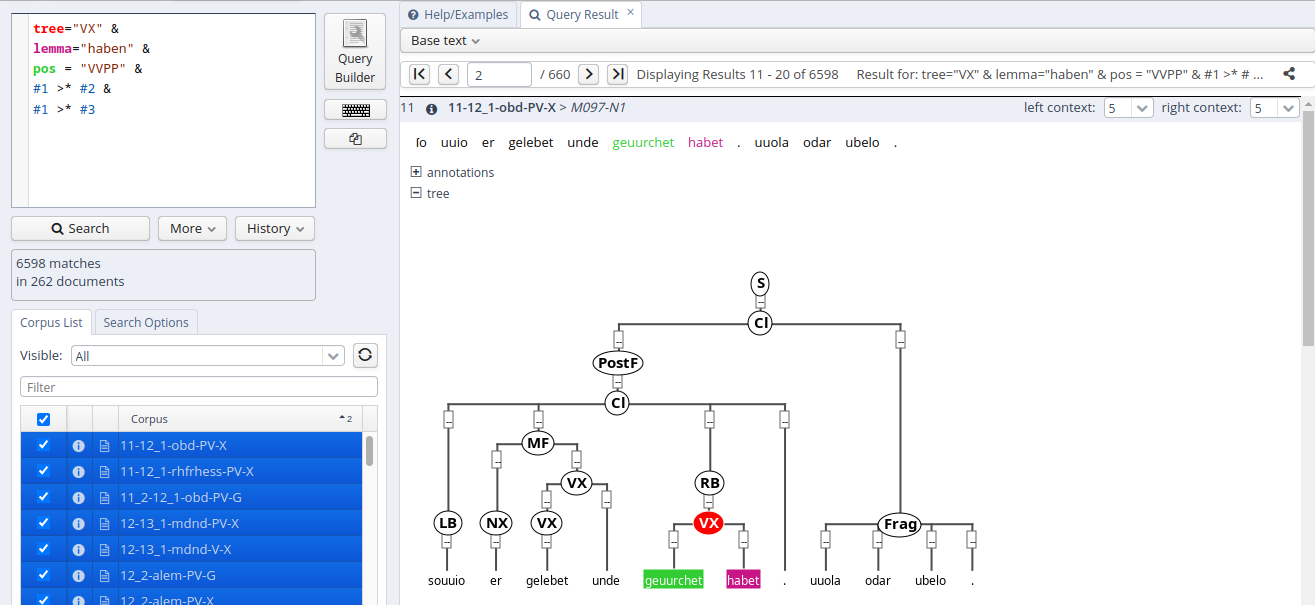 tree="VX" &
lemma="haben" &
pos = "VVPP" &
#1 >* #2 &
#1 >* #3
Query
Builder
Search
More
History
6598 matches
in 262 documents
Corpus List
Search Options
Visible:
All
Filter
Corpus
2
11-12_1-obd-PV-X
11-12_1-rhfrhess-PV-X
11_2-12_1-obd-PV-G
12-13_1-mdnd-PV-X
12-13_1-mdnd-V-X
12_2-alem-PV-G
12_2-alem-PV-X
Help/Examples
Query Result ×
Base text
2 / 660 Displaying Results 11 - 20 of 6598 Result for: tree="VX" & lemma="haben" & pos = "VVPP" & #1 >* # ...
11 11-12_1-obd-PV-X > M097-N1 left context: 5 right context: 5
ſo uuio er gelebet unde geuurchet habet . uuola odar ubelo .
annotations
tree
S
Cl
PostF
Cl
MF
VX RB
LB NX VX VX Frag
souuio er gelebet unde geuurchet habet . uuola odar ubelo .